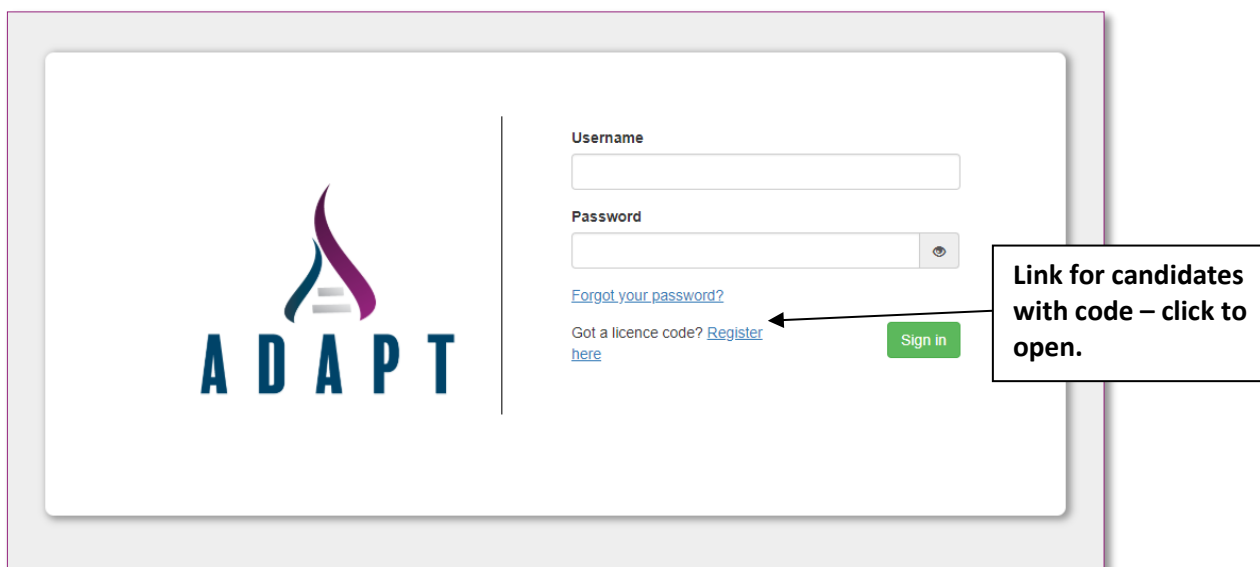 ADAPT
Username
Password
Forgot your password?
Got a licence code? Register
here
Sign in
Link for candidates
with code – click to
open.